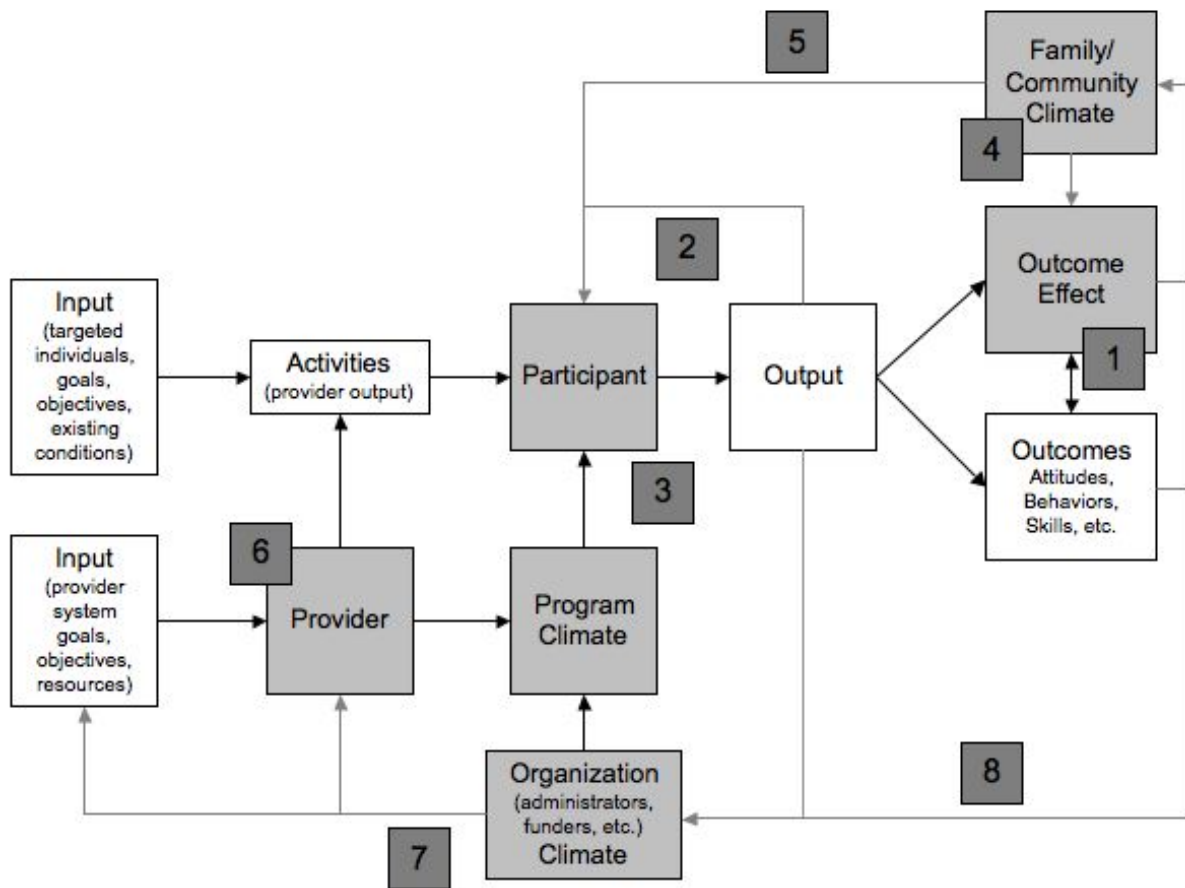 5
Family/
Community
Climate
4
2
Outcome
Effect
1
Input
(targeted
individuals,
goals,
objectives,
existing
conditions)
Activities
(provider output)
Participant
Output
Outcomes
Attitudes,
Behaviors,
Skills, etc.
3
6
Input
(provider
system
goals,
objectives,
resources)
Provider
Program
Climate
Organization
(administrators,
funders, etc.)
Climate
7
8